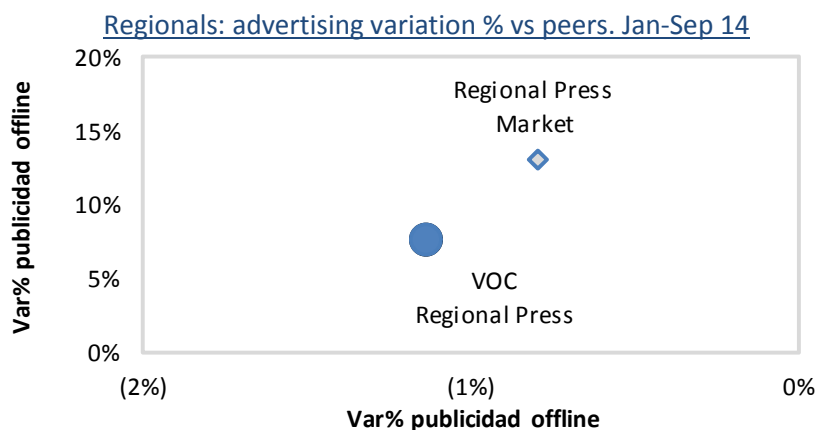 Regionals: advertising variation % vs peers. Jan-Sep 14
20%
15%
10%
5%
0%
Var% publicidad offline
Regional Press
Market
VOC
Regional Press
(2%)
(1%)
0%
Var% publicidad offline